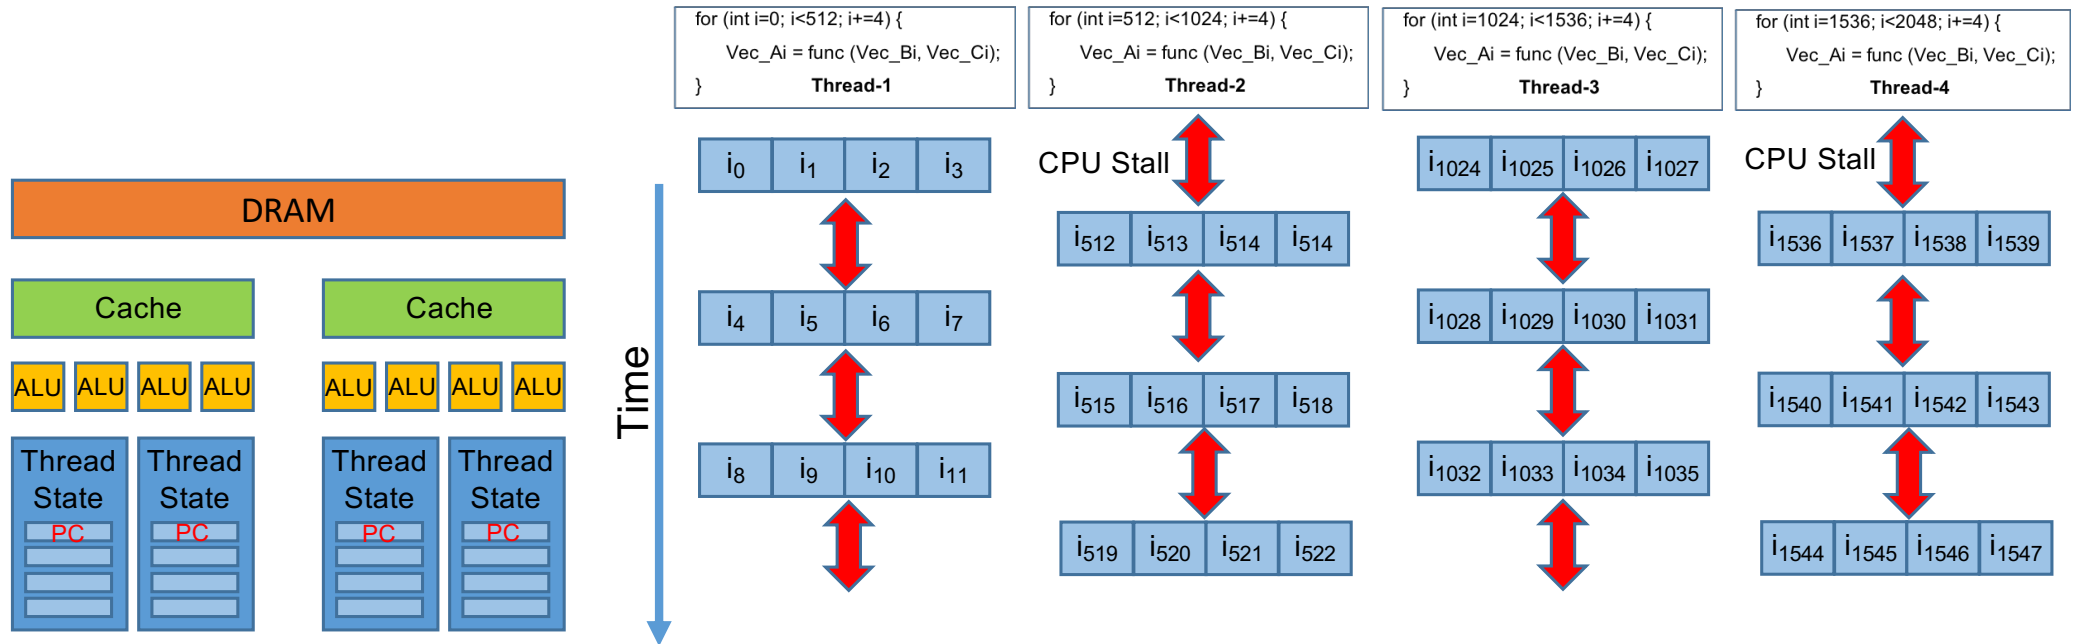 DRAM
Cache Cache
ALU ALU ALU ALU ALU ALU ALU ALU
Thread State Thread State Thread State Thread State
PC PC PC PC
Time
for (int i=0; i<512; i+=4) {
Vec_Ai = func (Vec_Bi, Vec_Ci);
} Thread-1
i0 i1 i2 i3
i4 i5 i6 i7
i8 i9 i10 i11
for (int i=512; i<1024; i+=4) {
Vec_Ai = func (Vec_Bi, Vec_Ci);
} Thread-2
CPU Stall
i512 i513 i514 i514
i515 i516 i517 i518
i519 i520 i521 i522
for (int i=1024; i<1536; i+=4) {
Vec_Ai = func (Vec_Bi, Vec_Ci);
} Thread-3
i1024 i1025 i1026 i1027
i1028 i1029 i1030 i1031
i1032 i1033 i1034 i1035
for (int i=1536; i<2048; i+=4) {
Vec_Ai = func (Vec_Bi, Vec_Ci);
} Thread-4
CPU Stall
i1536 i1537 i1538 i1539
i1540 i1541 i1542 i1543
i1544 i1545 i1546 i1547